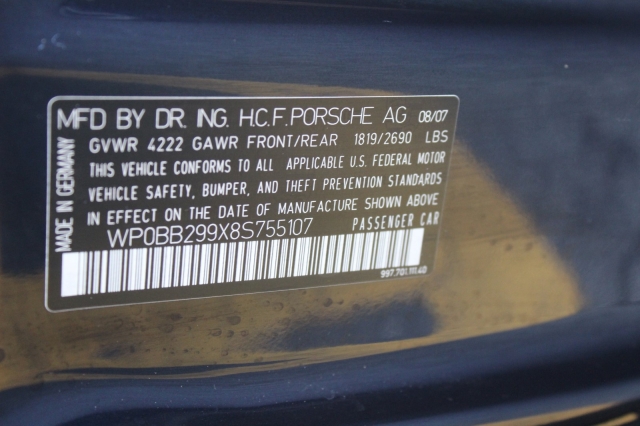 MFD BY DR. ING. H.C.F. PORSCHE AG 08/07
GVWR 4222 GAWR FRONT/REAR 1819/2690 LBS
THIS VEHICLE CONFORMS TO ALL APPLICABLE U.S. FEDERAL MOTOR
VEHICLE SAFETY, BUMPER, AND THEFT PREVENTION STANDARDS
IN EFFECT ON THE DATE OF MANUFACTURE SHOWN ABOVE
WP0BB299X8S755107 PASSENGER CAR
997.701.111.40
MADE IN GERMANY